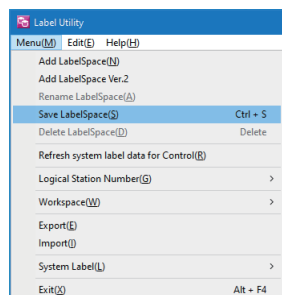 Label Utility
Menu(M) Edit(E) Help(H)
Add LabelSpace(N)
Add LabelSpace Ver.2
Rename LabelSpace(A)
Save LabelSpace(S) Ctrl + S
Delete LabelSpace(D) Delete
Refresh system label data for Control(R)
Logical Station Number(G) >
Workspace(W) >
Export(E)
Import(I)
System Label(L) >
Exit(X) Alt + F4